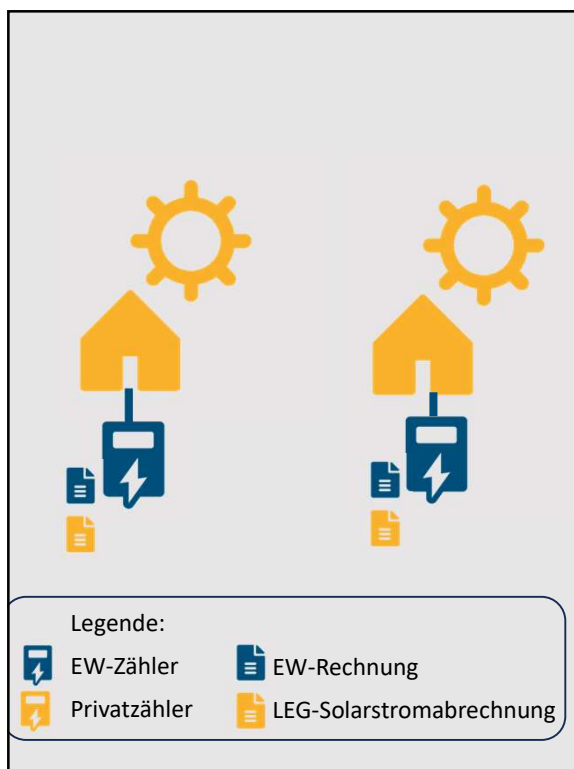 Legende:
EW-Zähler
EW-Rechnung
Privatzähler
LEG-Solarstromabrechnung